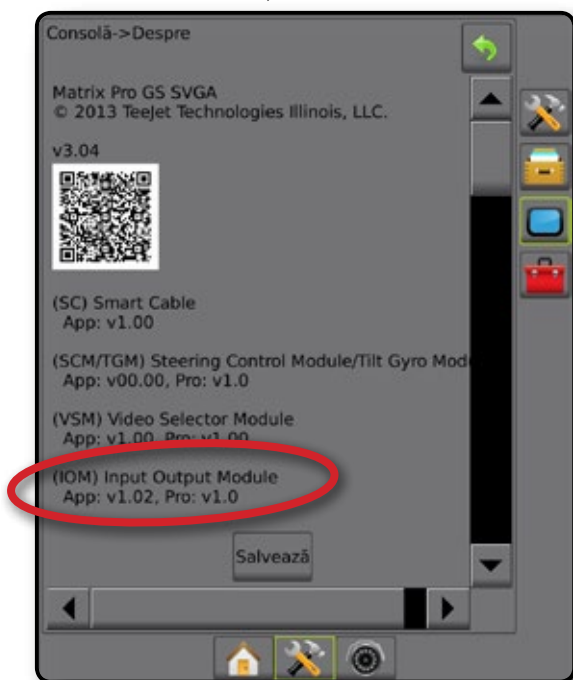 Consolă->Despre
Matrix Pro GS SVGA
© 2013 TeeJet Technologies Illinois, LLC.
v3.04
(SC) Smart Cable
App: v1.00
(SCM/TGM) Steering Control Module/Tilt Gyro Mod
App: v00.00, Pro: v1.0
(VSM) Video Selector Module
App: v1.00, Pro: v1.00
(IOM) Input Output Module
App: v1.02, Pro: v1.0
Salvează